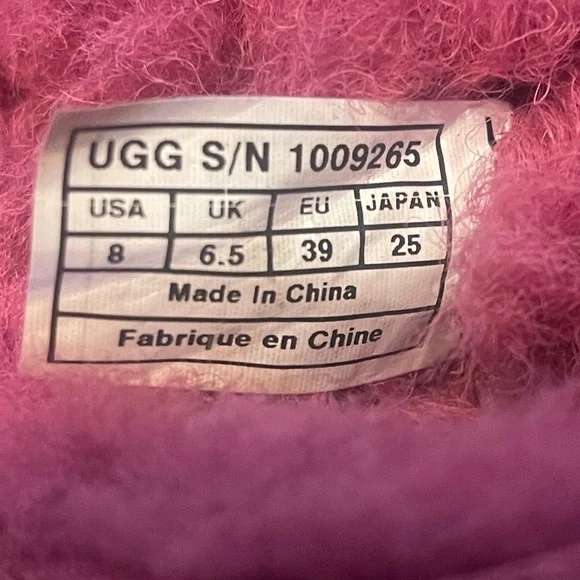 UGG S/N 1009265
USA UK EU JAPAN
8 6.5 39 25
Made In China
Fabrique en Chine